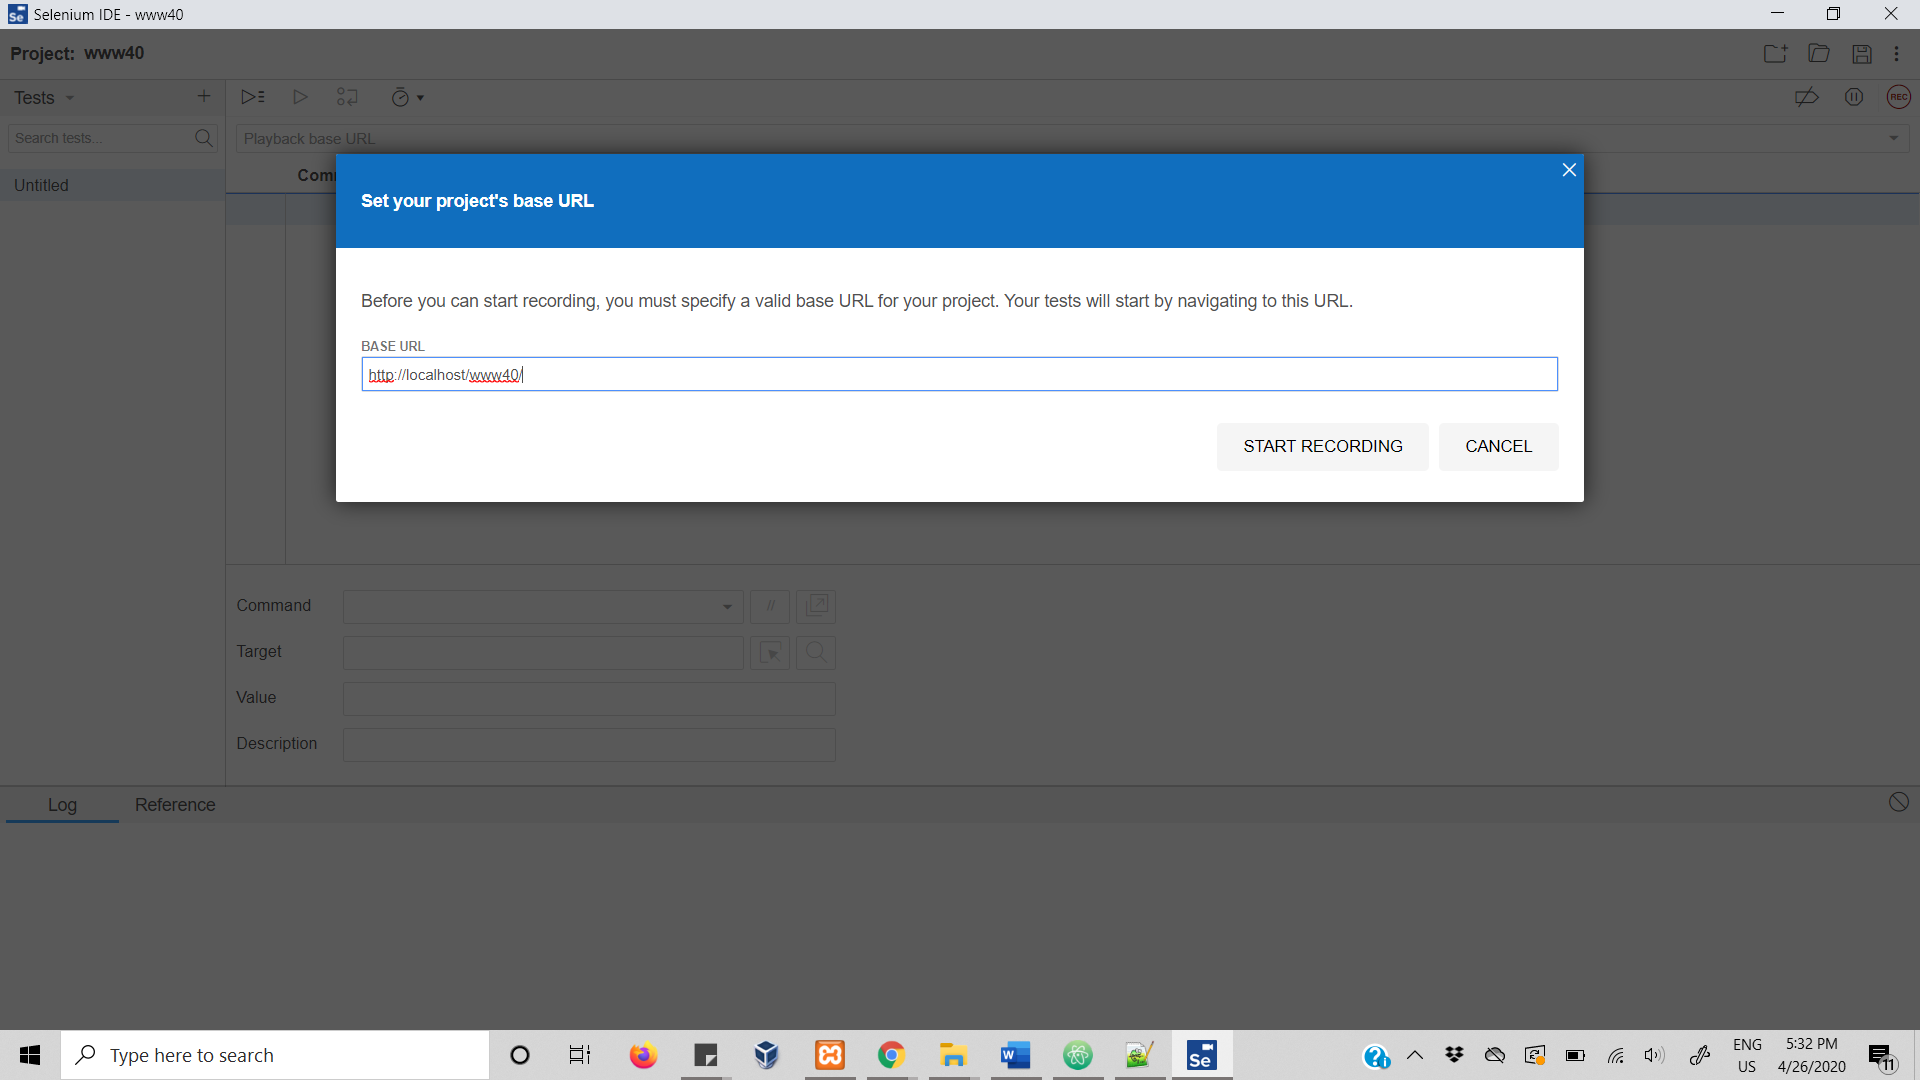 Se Selenium IDE - www40
Project: www40
Tests
Search tests...
Playback base URL
REC
Untitled
Com
Set your project's base URL
Before you can start recording, you must specify a valid base URL for your project. Your tests will start by navigating to this URL.
BASE URL
http://localhost/www40/
START RECORDING
CANCEL
Command
//
Target
Value
Description
Log
Reference
Type here to search
W
Se
ENG
US
5:32 PM
4/26/2020
11